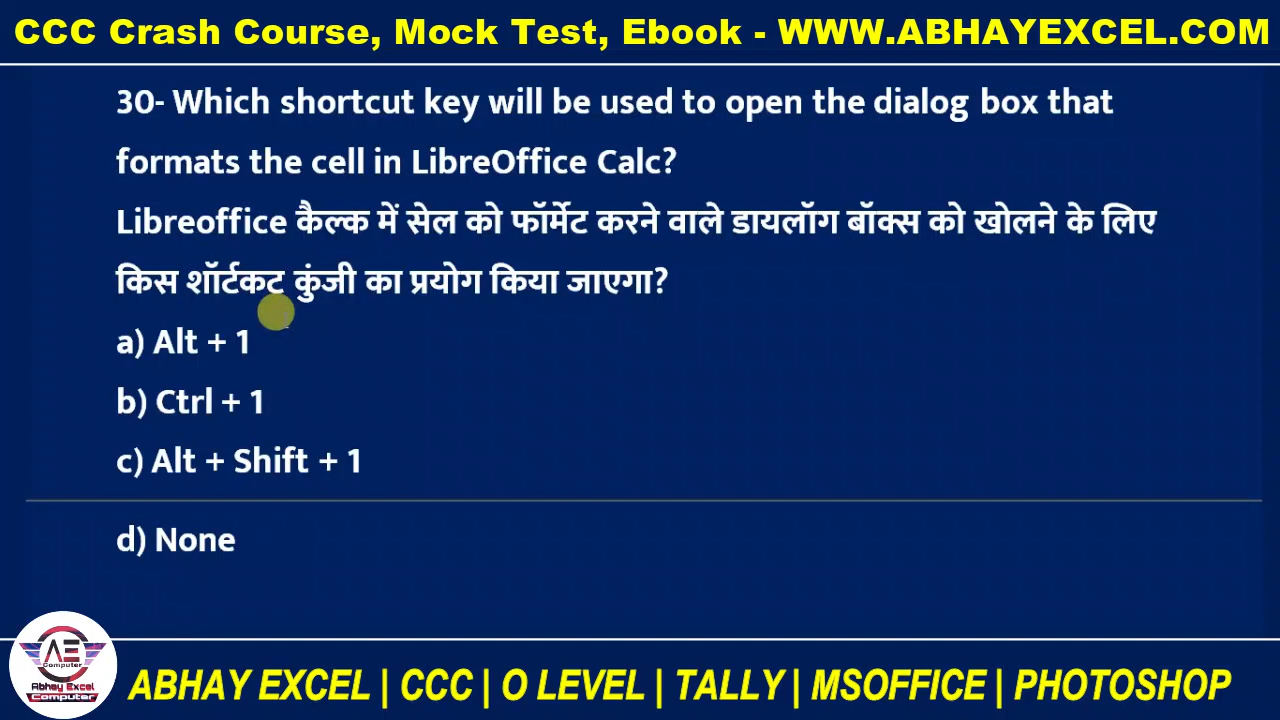 CCC Crash Course, Mock Test, Ebook - WWW.ABHAYEXCEL.COM
30- Which shortcut key will be used to open the dialog box that
formats the cell in LibreOffice Calc?
Libreoffice कैल्क में सेल को फॉर्मेट करने वाले डायलॉग बॉक्स को खोलने के लिए
किस शॉर्टकट कुंजी का प्रयोग किया जाएगा?
a) Alt + 1
b) Ctrl + 1
c) Alt + Shift + 1
d) None
AE
Computer
Abhay Excel
Computer
ABHAY EXCEL | CCC | O LEVEL | TALLY | MSOFFICE | PHOTOSHOP